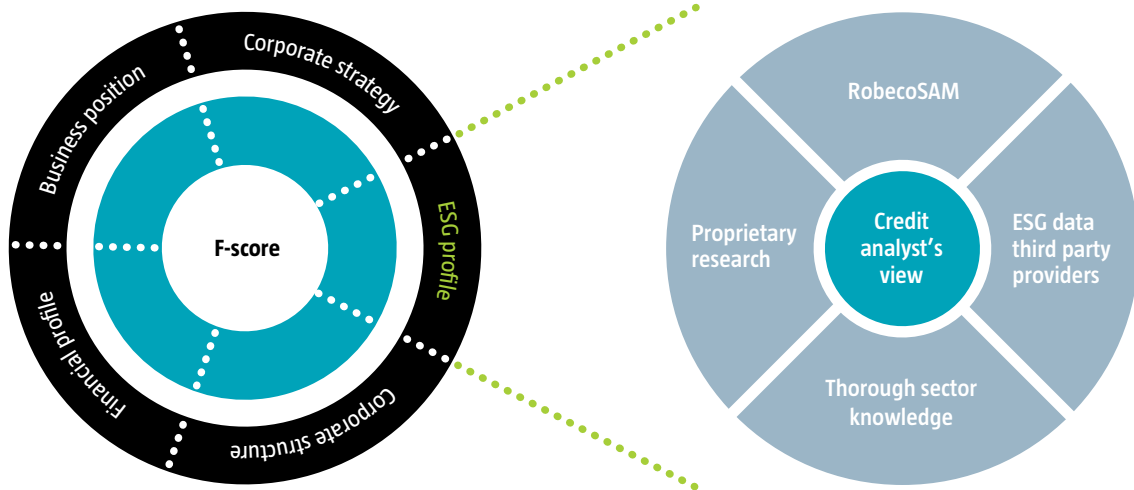 Corporate strategy
Business position
F-score
ESG profile
Financial profile
Corporate structure
RobecoSAM
Proprietary
research
Credit
analyst's
view
ESG data
third party
providers
Thorough sector
knowledge